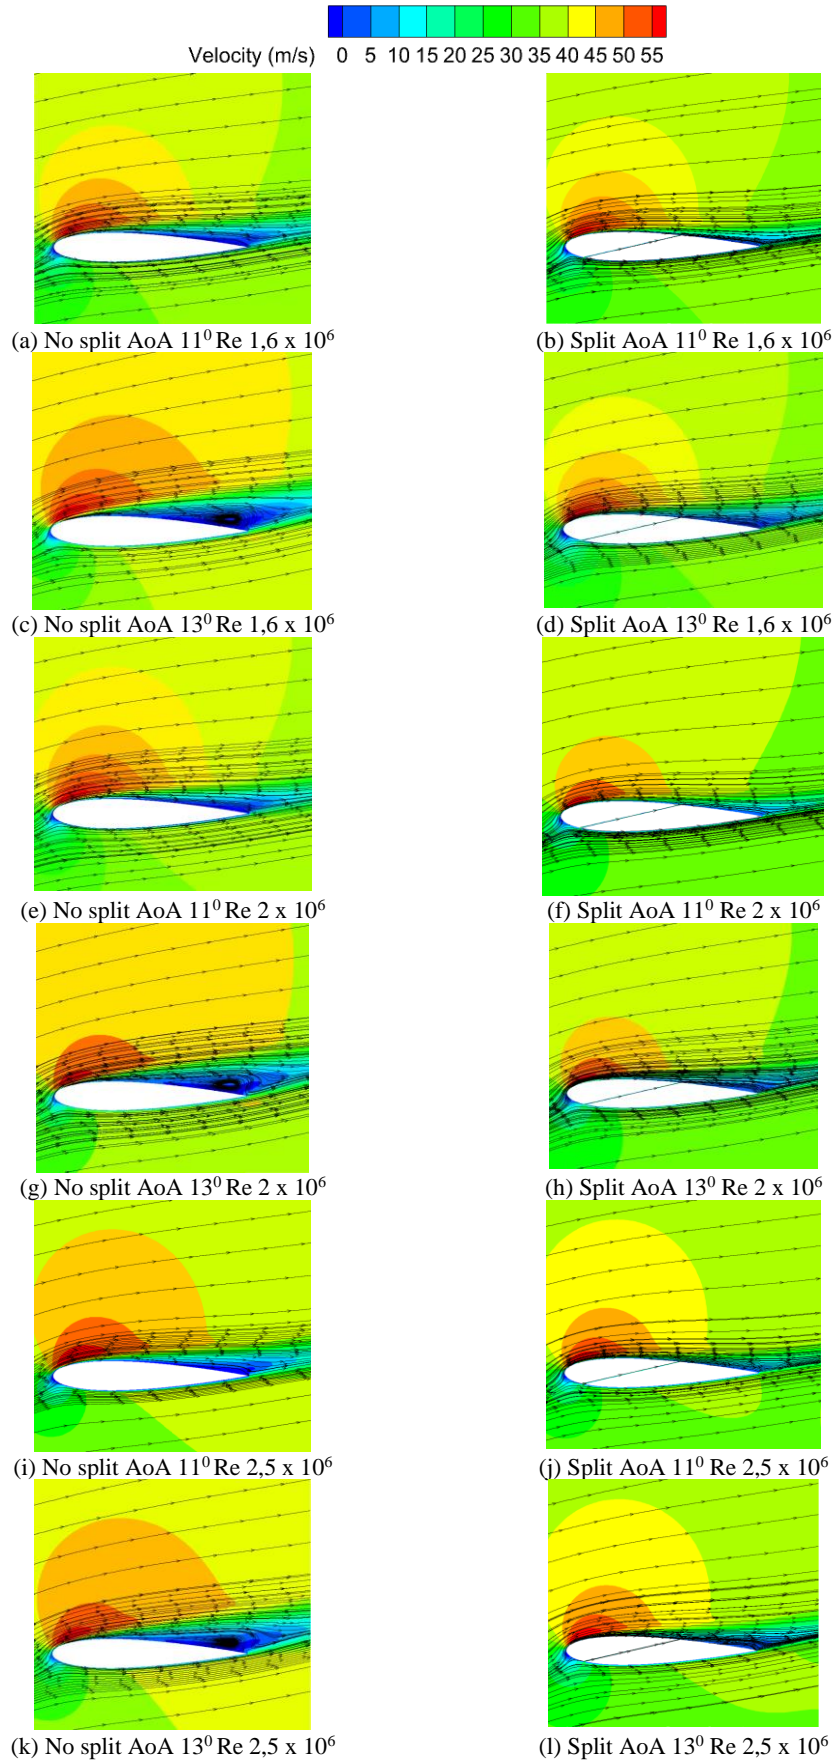 Velocity (m/s) 0 5 10 15 20 25 30 35 40 45 50 55
(a) No split AoA 11⁰ Re 1,6 x 10⁶
(b) Split AoA 11⁰ Re 1,6 x 10⁶
(c) No split AoA 13⁰ Re 1,6 x 10⁶
(d) Split AoA 13⁰ Re 1,6 x 10⁶
(e) No split AoA 11⁰ Re 2 x 10⁶
(f) Split AoA 11⁰ Re 2 x 10⁶
(g) No split AoA 13⁰ Re 2 x 10⁶
(h) Split AoA 13⁰ Re 2 x 10⁶
(i) No split AoA 11⁰ Re 2,5 x 10⁶
(j) Split AoA 11⁰ Re 2,5 x 10⁶
(k) No split AoA 13⁰ Re 2,5 x 10⁶
(l) Split AoA 13⁰ Re 2,5 x 10⁶